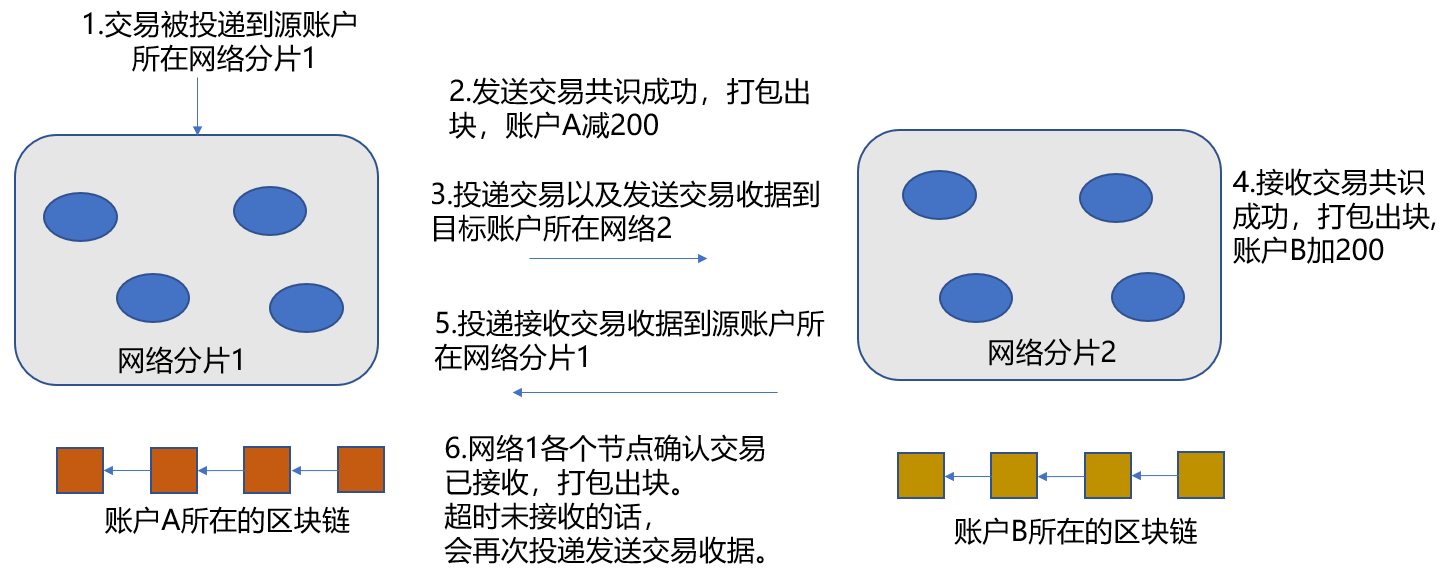 1.交易被投递到源账户
所在网络分片1
2.发送交易共识成功，打包出
块，账户A减200
3.投递交易以及发送交易收据到
目标账户所在网络2
4.接收交易共识
成功，打包出块,
账户B加200
5.投递接收交易收据到源账户所
在网络分片1
网络分片1
网络分片2
6.网络1各个节点确认交易
已接收，打包出块。
超时未接收的话，
会再次投递发送交易收据。
账户A所在的区块链
账户B所在的区块链